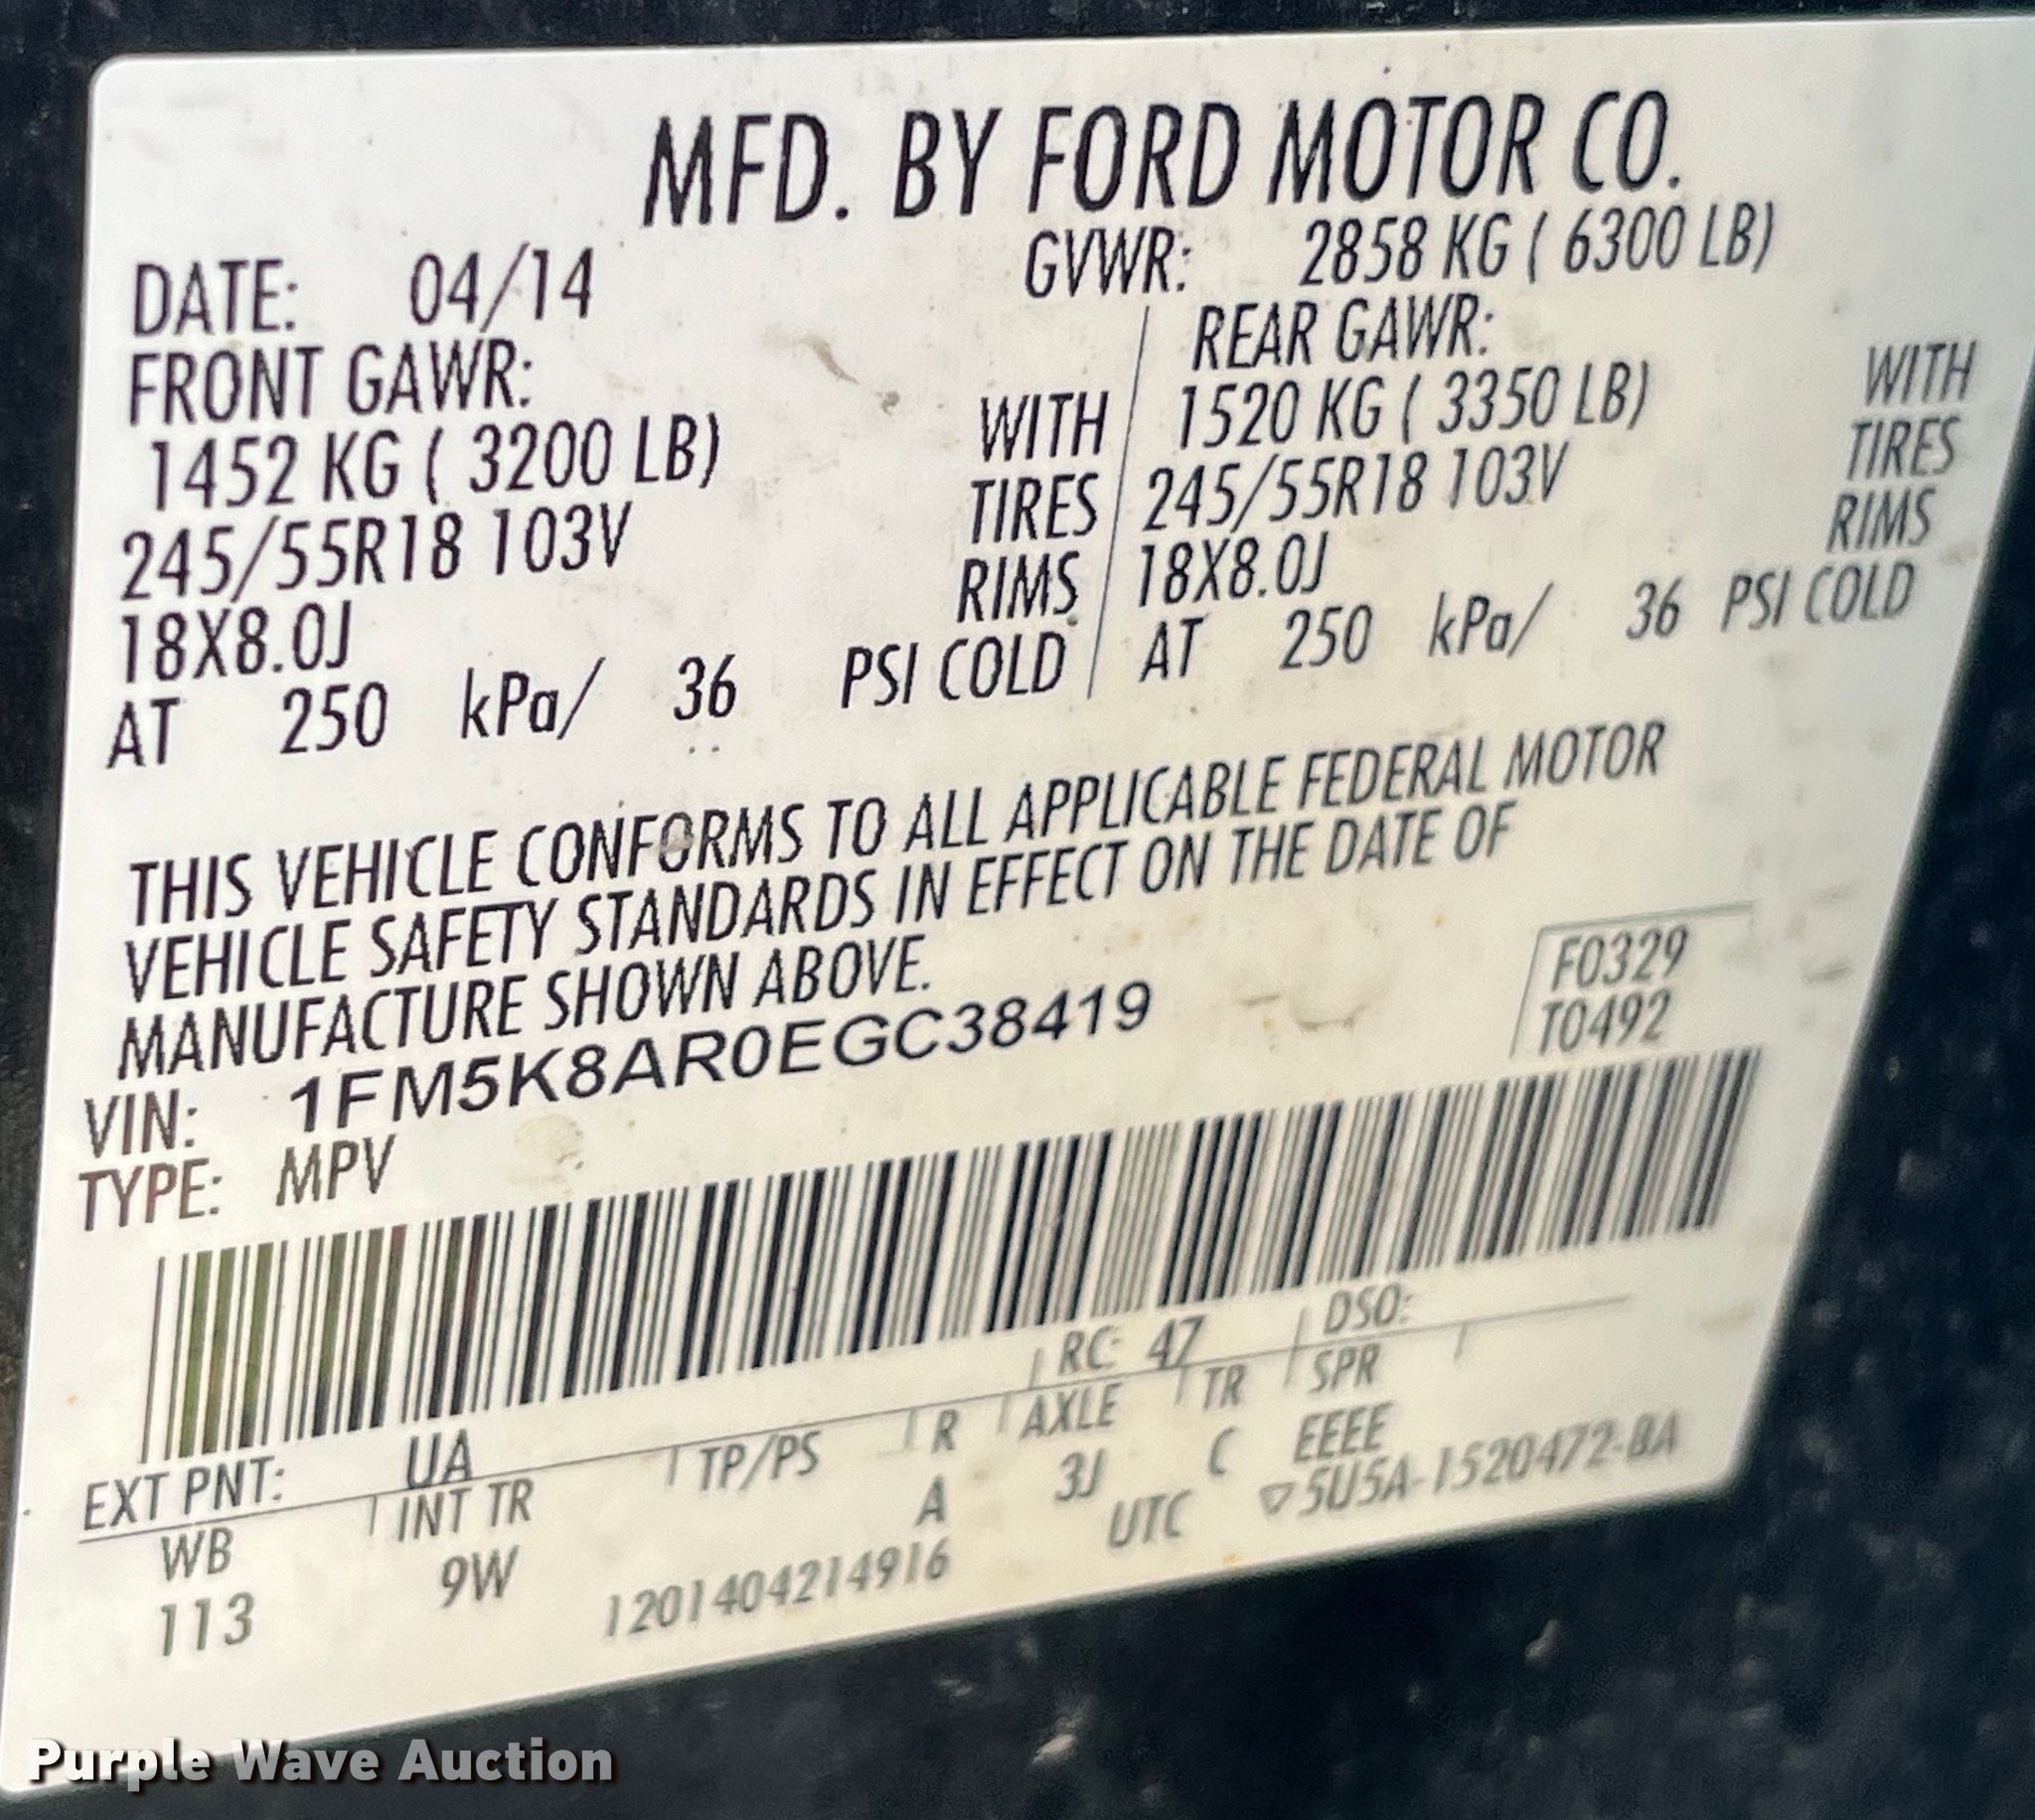 MFD. BY FORD MOTOR CO.
DATE: 04/14 GVWR: 2858 KG ( 6300 LB)
FRONT GAWR: REAR GAWR:
1452 KG ( 3200 LB) WITH 1520 KG ( 3350 LB) WITH
245/55R18 103V TIRES 245/55R18 103V TIRES
18X8.0J RIMS 18X8.0J RIMS
AT 250 kPa/ 36 PSI COLD AT 250 kPa/ 36 PSI COLD
THIS VEHICLE CONFORMS TO ALL APPLICABLE FEDERAL MOTOR
VEHICLE SAFETY STANDARDS IN EFFECT ON THE DATE OF
MANUFACTURE SHOWN ABOVE.
F0329
VIN: 1FM5K8AR0EGC38419
T0492
TYPE: MPV
EXT PNT: UA RC: 47 DSO:
WB INT TR TP/PS R AXLE TR SPR
113 9W A 3J C EEEE
1201404214916 UTC ▽5U5A-1520472-BA
Purple Wave Auction